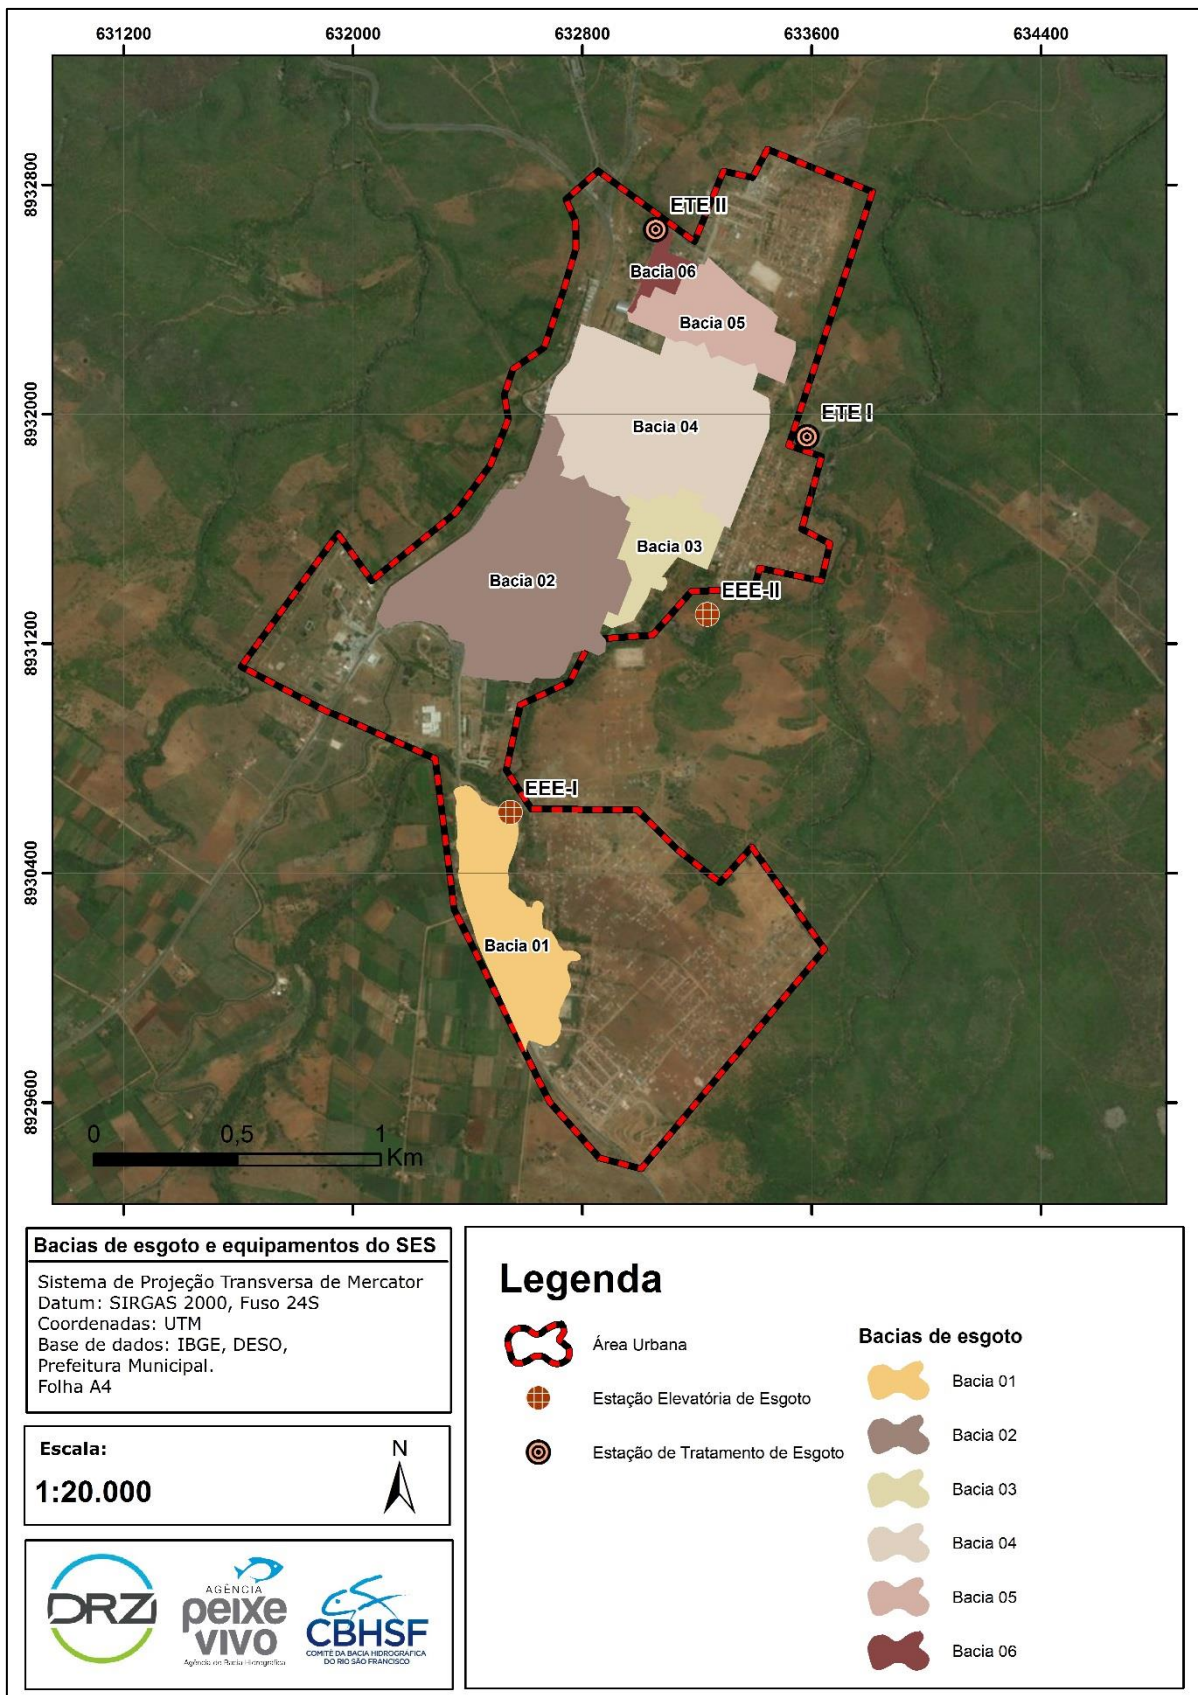 631200
632000
632800
633600
634400
8932800
8932000
8931200
8930400
8929600
ETE II
Bacia 06
Bacia 05
ETE I
Bacia 04
Bacia 03
Bacia 02
EEE-II
EEE-I
Bacia 01
0 0,5 1
Km
Bacias de esgoto e equipamentos do SES
Sistema de Projeção Transversa de Mercator
Datum: SIRGAS 2000, Fuso 24S
Coordenadas: UTM
Base de dados: IBGE, DESO,
Prefeitura Municipal.
Folha A4
Escala:
1:20.000
N
DRZ
AGÊNCIA
peixe
vivo
Agência de Bacia Hidrográfica
CBHSF
COMITÊ DA BACIA HIDROGRÁFICA
DO RIO SÃO FRANCISCO
Legenda
Área Urbana
Estação Elevatória de Esgoto
Estação de Tratamento de Esgoto
Bacias de esgoto
Bacia 01
Bacia 02
Bacia 03
Bacia 04
Bacia 05
Bacia 06